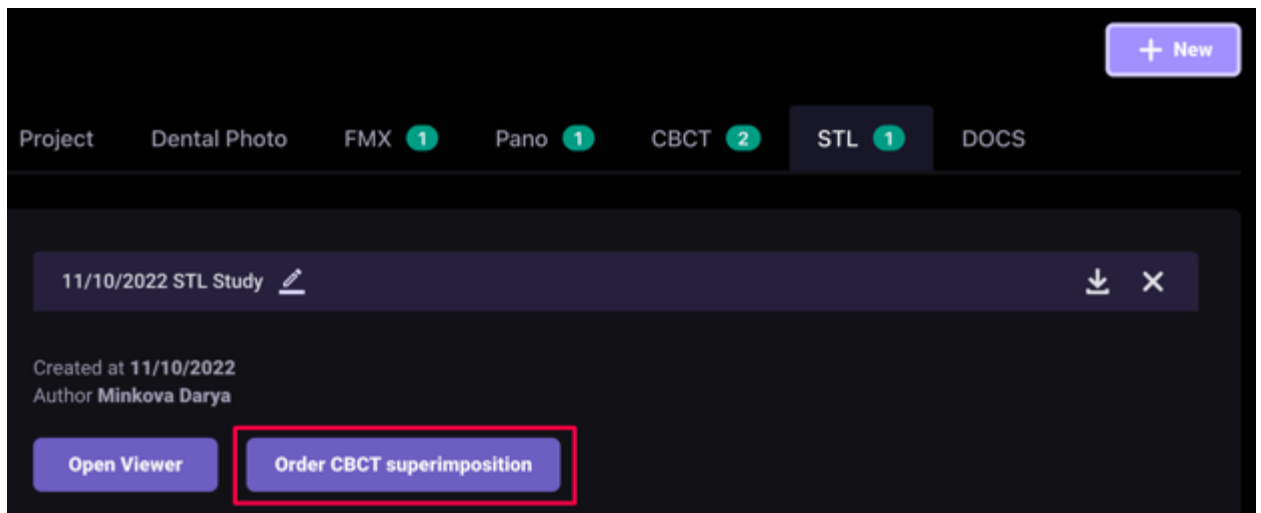 + New
Project Dental Photo FMX 1 Pano 1 CBCT 2 STL 1 DOCS
11/10/2022 STL Study
Created at 11/10/2022
Author Minkova Darya
Open Viewer Order CBCT superimposition